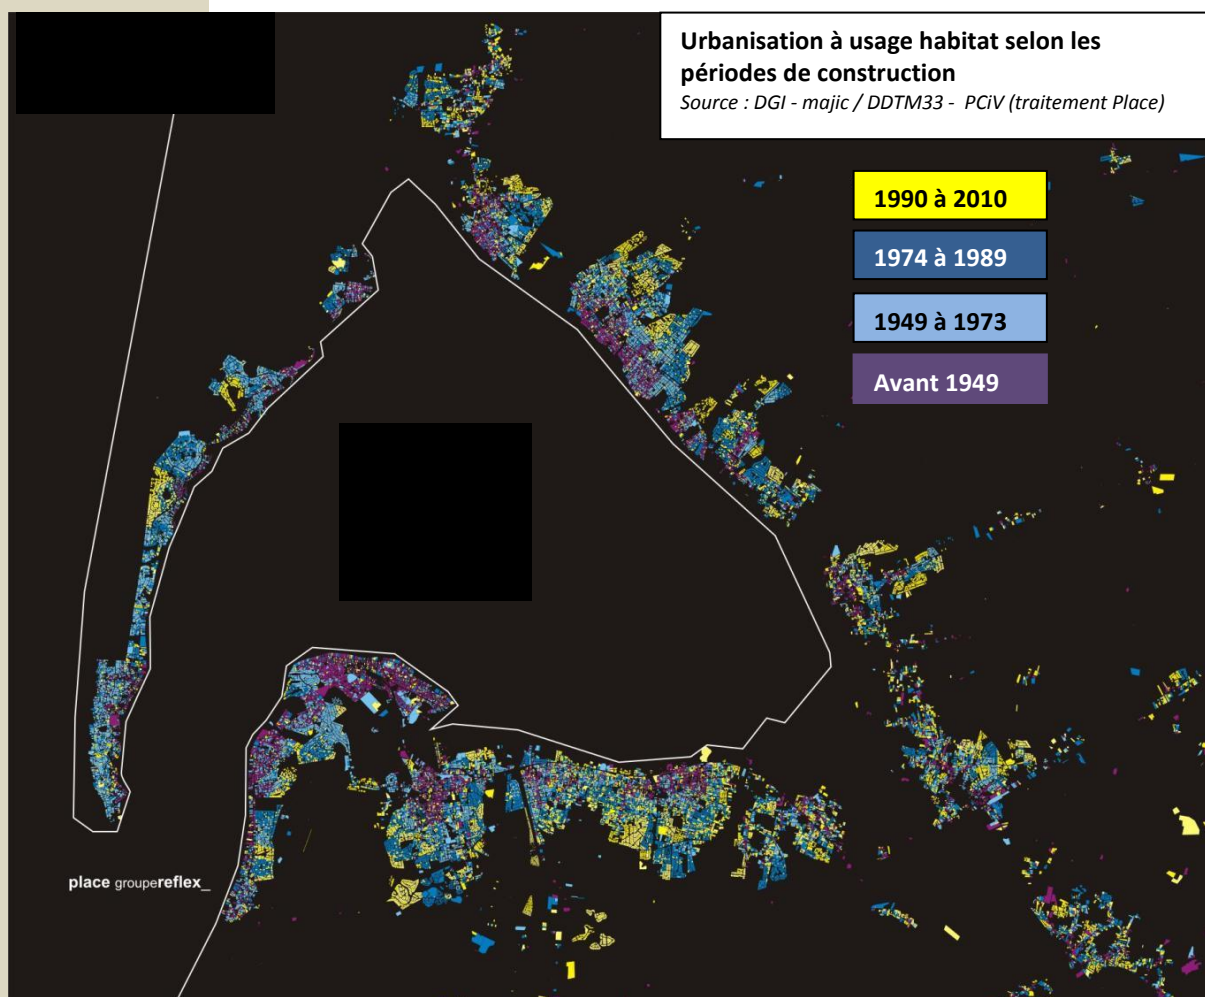 Urbanisation à usage habitat selon les
périodes de construction
Source : DGI - majic / DDTM33 - PCiV (traitement Place)
1990 à 2010
1974 à 1989
1949 à 1973
Avant 1949
place groupereflex_